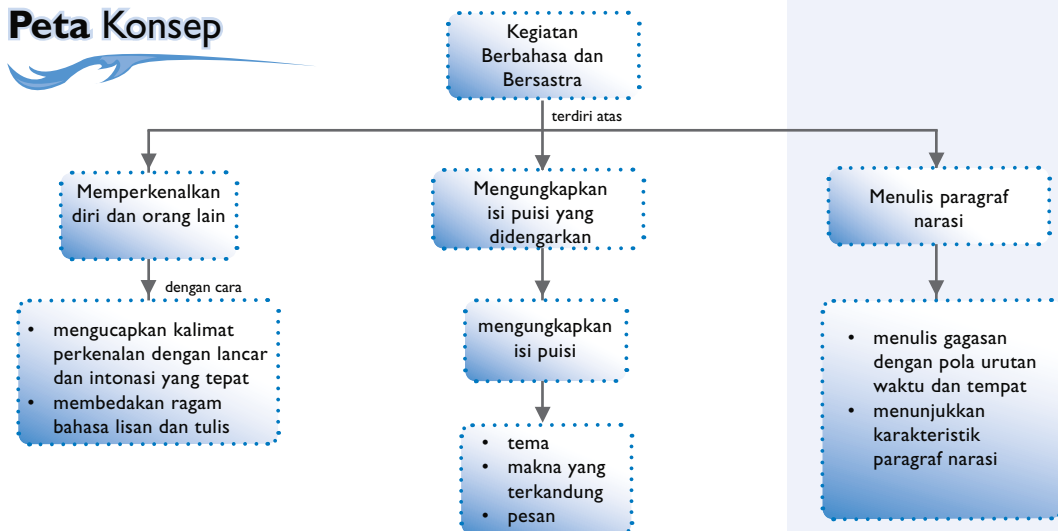 Peta Konsep
Kegiatan
Berbahasa dan
Bersastra
terdiri atas
Memperkenalkan
diri dan orang lain
dengan cara
• mengucapkan kalimat
perkenalan dengan lancar
dan intonasi yang tepat
• membedakan ragam
bahasa lisan dan tulis
Mengungkapkan
isi puisi yang
didengarkan
mengungkapkan
isi puisi
• tema
• makna yang
terkandung
• pesan
Menulis paragraf
narasi
• menulis gagasan
dengan pola urutan
waktu dan tempat
• menunjukkan
karakteristik
paragraf narasi